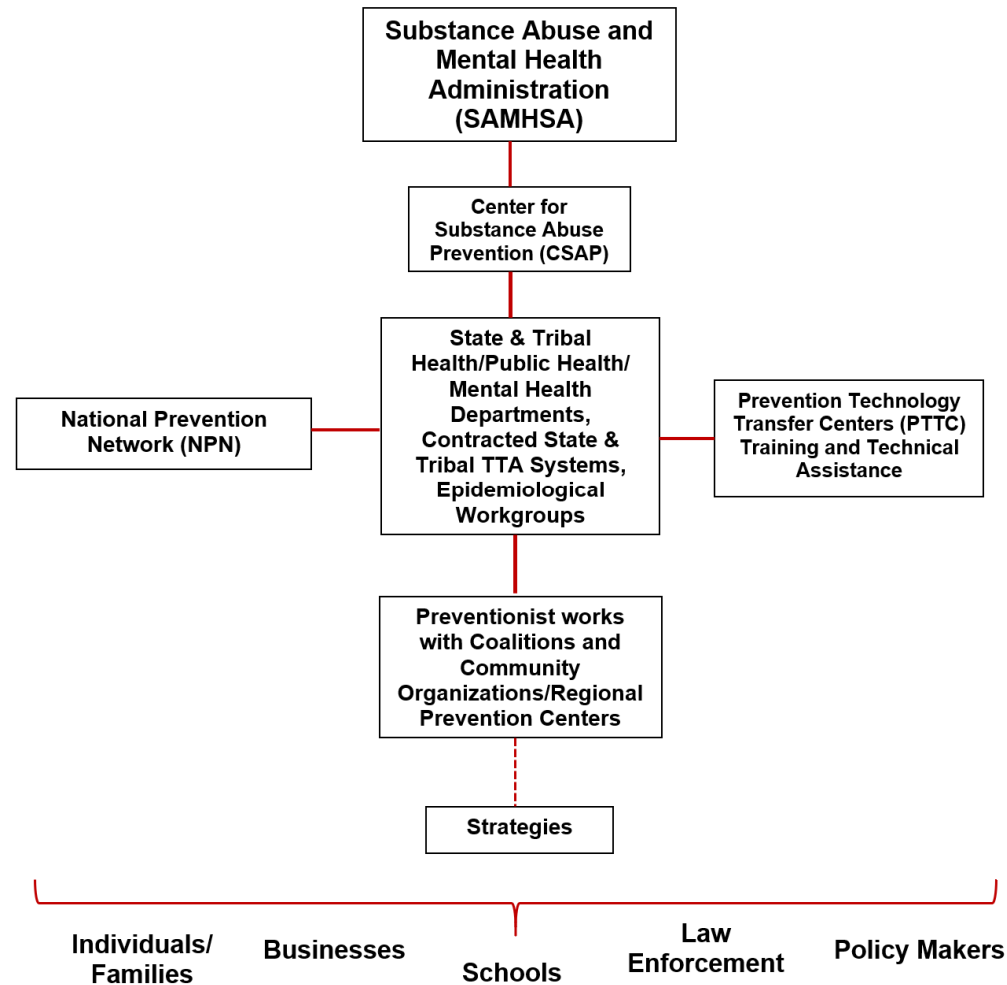 Substance Abuse and
Mental Health
Administration
(SAMHSA)
Center for
Substance Abuse
Prevention (CSAP)
State & Tribal
Health/Public Health/
Mental Health
Departments,
Contracted State &
Tribal TTA Systems,
Epidemiological
Workgroups
National Prevention
Network (NPN)
Prevention Technology
Transfer Centers (PTTC)
Training and Technical
Assistance
Preventionist works
with Coalitions and
Community
Organizations/Regional
Prevention Centers
Strategies
Individuals/
Families
Businesses
Schools
Law
Enforcement
Policy Makers